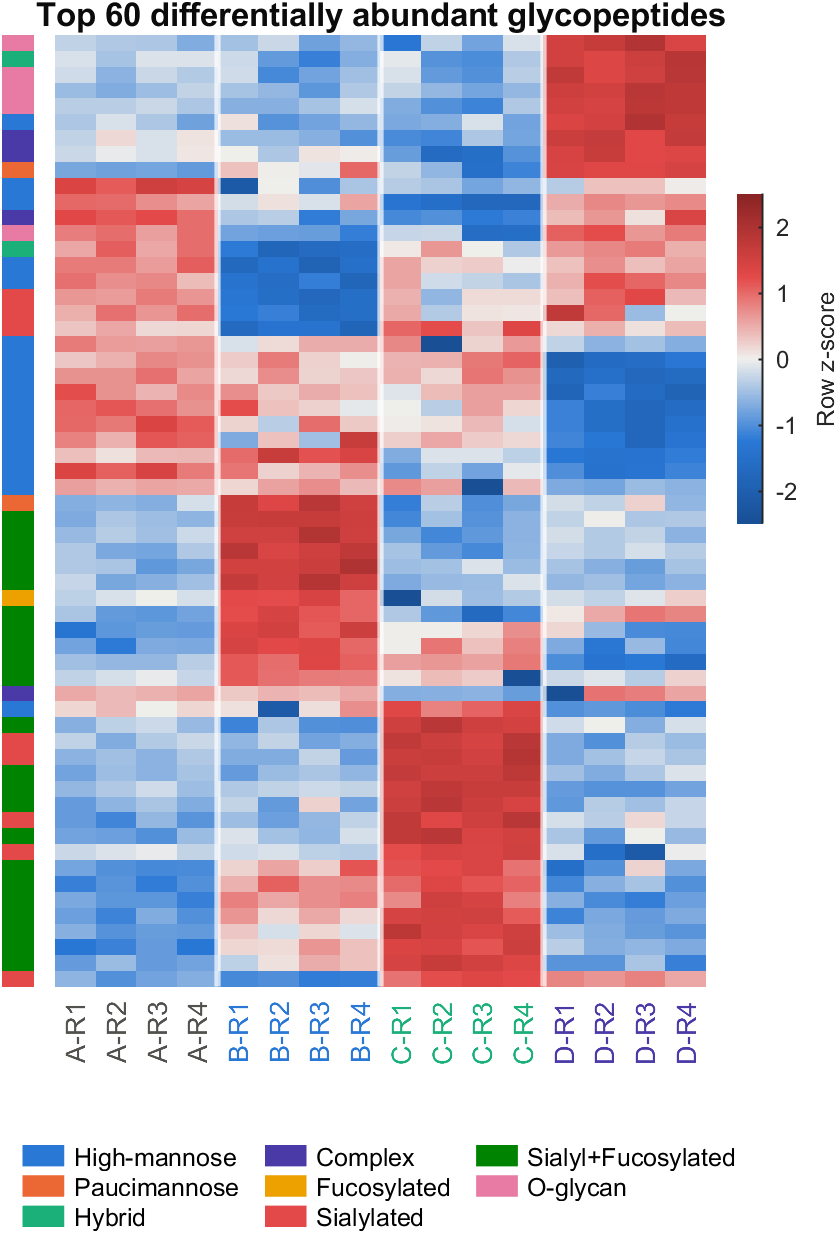 Top 60 differentially abundant glycopeptides
2
1
0
-1
-2
Row z-score
A-R1 A-R2 A-R3 A-R4 B-R1 B-R2 B-R3 B-R4 C-R1 C-R2 C-R3 C-R4 D-R1 D-R2 D-R3 D-R4
High-mannose Complex Sialyl+Fucosylated
Paucimannose Fucosylated O-glycan
Hybrid Sialylated